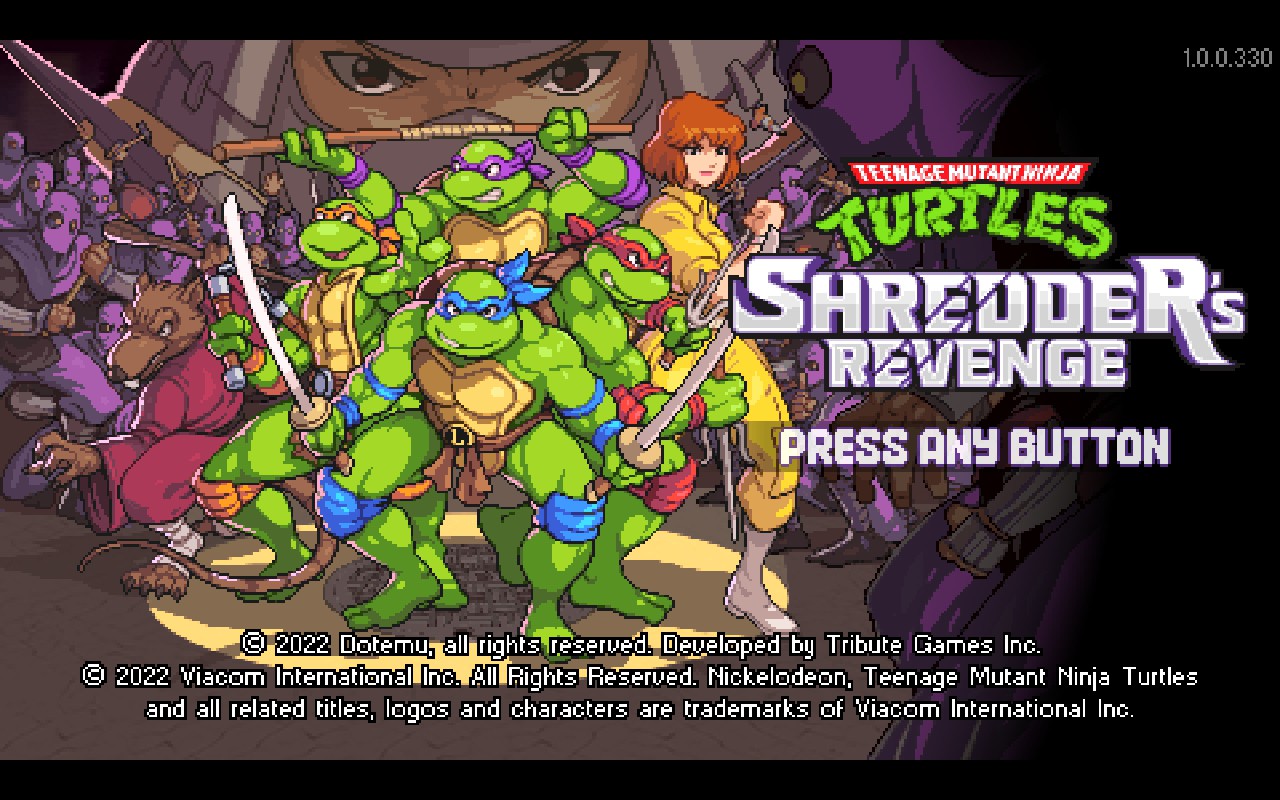 1.0.0.330
TEENAGE MUTANT NINJA
TURTLES
SHREDDER's
REVENGE
PRESS ANY BUTTON
L
© 2022 Dotemu, all rights reserved. Developed by Tribute Games Inc.
© 2022 Viacom International Inc. All Rights Reserved. Nickelodeon, Teenage Mutant Ninja Turtles
and all related titles, logos and characters are trademarks of Viacom International Inc.